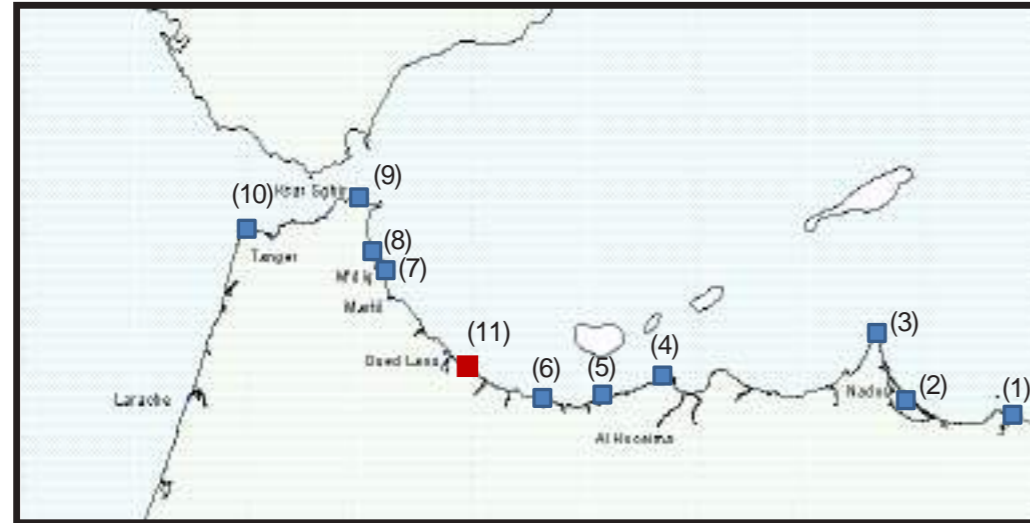 (9)
(10)
Ksar Sghir
(8)
Tanger
(7)
M'diq
Martil
(3)
(11)
(4)
Oued Laou
(6)
(5)
Nador
(2)
(1)
Larache
Al Hoceima